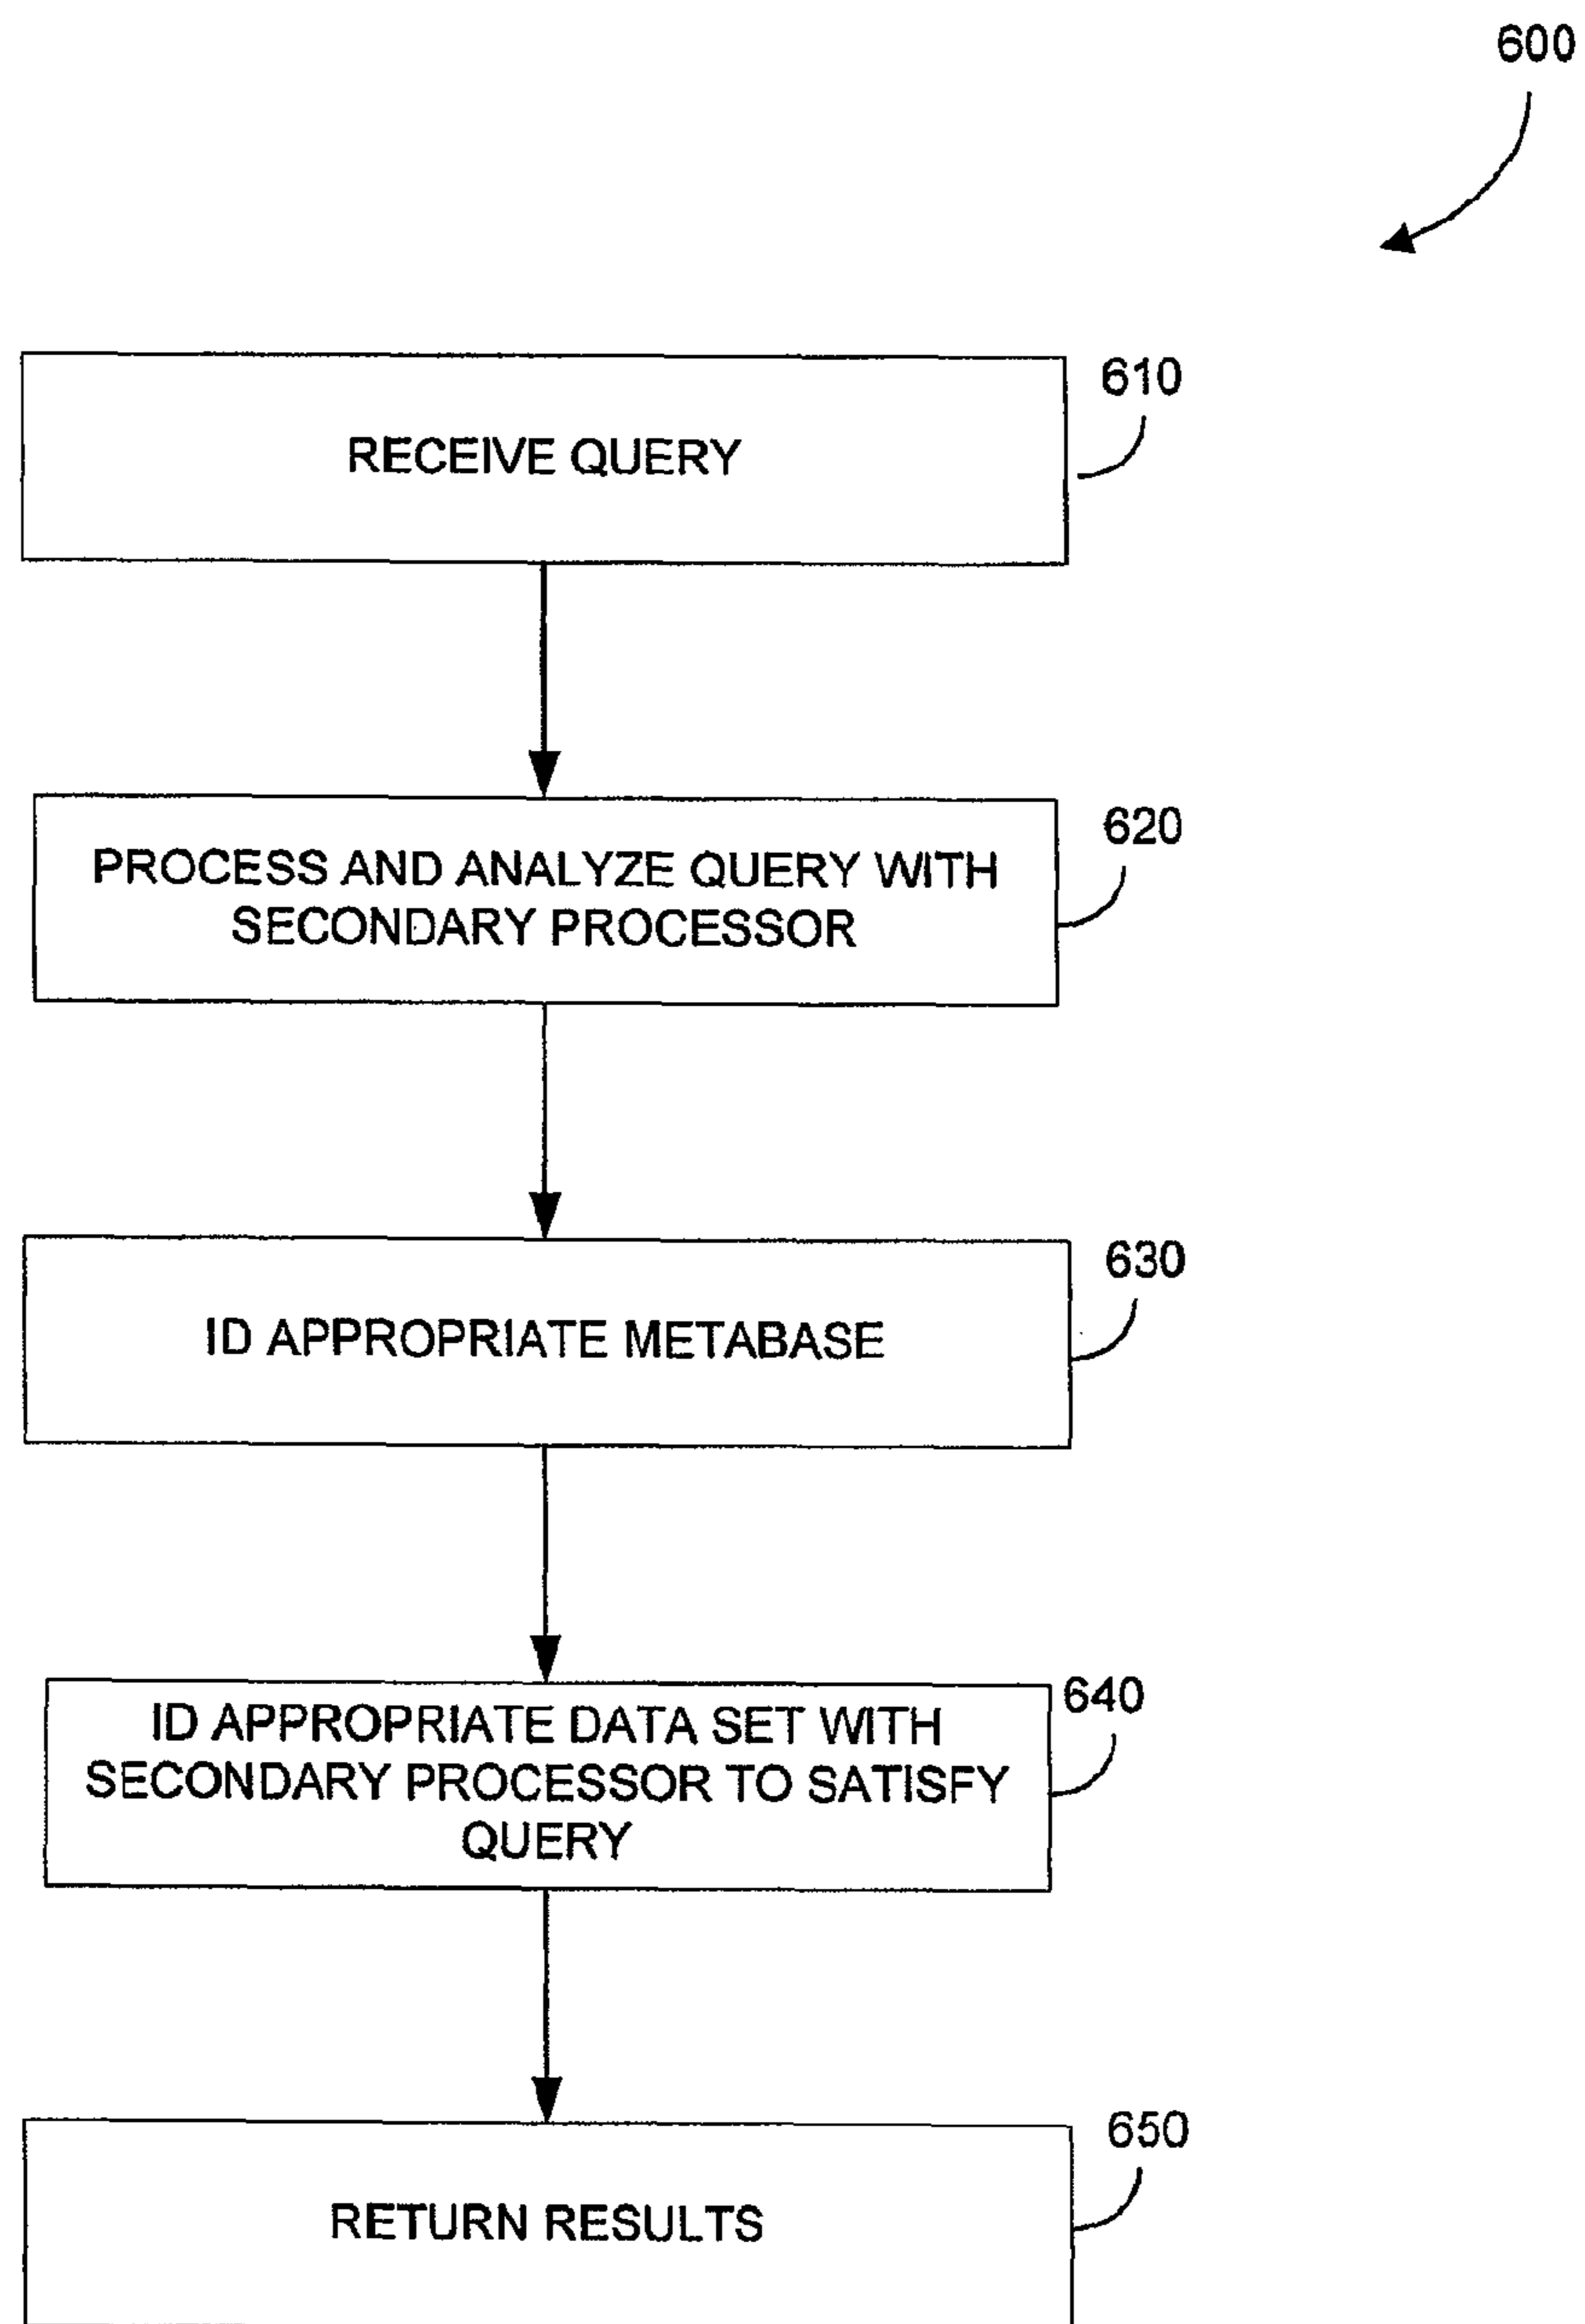 600
610
RECEIVE QUERY
620
PROCESS AND ANALYZE QUERY WITH
SECONDARY PROCESSOR
630
ID APPROPRIATE METABASE
640
ID APPROPRIATE DATA SET WITH
SECONDARY PROCESSOR TO SATISFY
QUERY
650
RETURN RESULTS